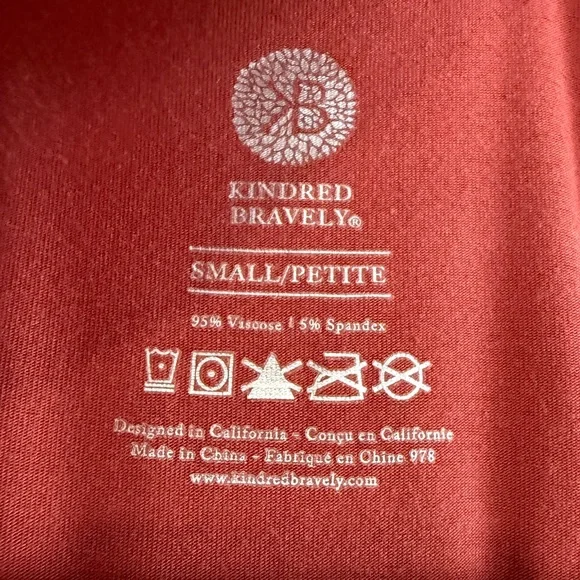 KB
KINDRED
BRAVELY®
SMALL/PETITE
95% Viscose | 5% Spandex
Designed in California - Conçu en Californie
Made in China - Fabriqué en Chine 978
www.kindredbravely.com